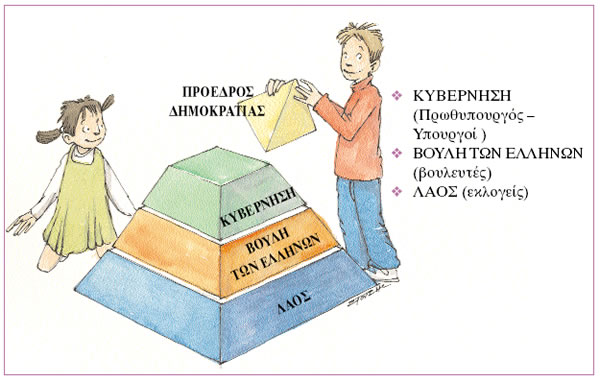 ΠΡΟΕΔΡΟΣ
ΔΗΜΟΚΡΑΤΙΑΣ
ΚΥΒΕΡΝΗΣΗ
ΒΟΥΛΗ
ΤΩΝ ΕΛΛΗΝΩΝ
ΛΑΟΣ
❖ ΚΥΒΕΡΝΗΣΗ
(Πρωθυπουργός –
Υπουργοί )
❖ ΒΟΥΛΗ ΤΩΝ ΕΛΛΗΝΩΝ
(βουλευτές)
❖ ΛΑΟΣ (εκλογείς)